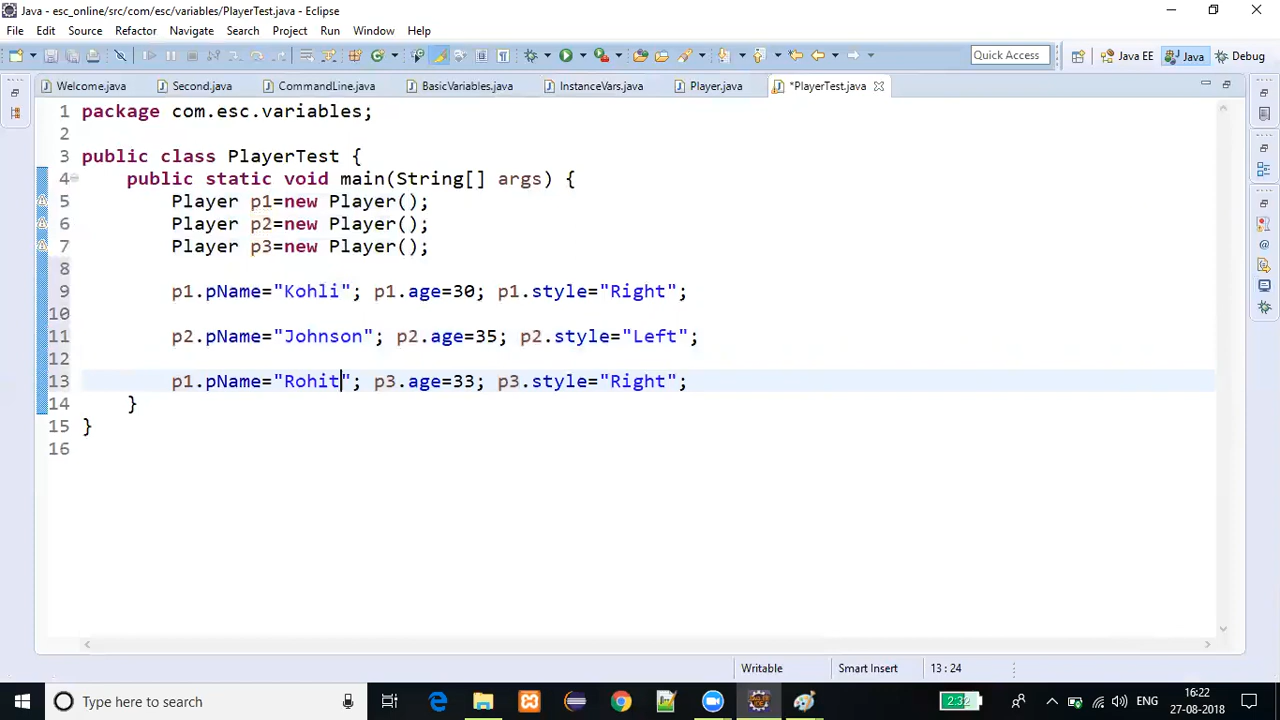 Java - esc_online/src/com/esc/variables/PlayerTest.java - Eclipse
File Edit Source Refactor Navigate Search Project Run Window Help
Quick Access Java EE Java Debug
Welcome.java Second.java CommandLine.java BasicVariables.java InstanceVars.java Player.java *PlayerTest.java
1 package com.esc.variables;
2
3 public class PlayerTest {
4 public static void main(String[] args) {
5 Player p1=new Player();
6 Player p2=new Player();
7 Player p3=new Player();
8
9 p1.pName="Kohli"; p1.age=30; p1.style="Right";
10
11 p2.pName="Johnson"; p2.age=35; p2.style="Left";
12
13 p1.pName="Rohit"; p3.age=33; p3.style="Right";
14 }
15 }
16
Writable Smart Insert 13 : 24
Type here to search 2:32 ENG 16:22
27-08-2018